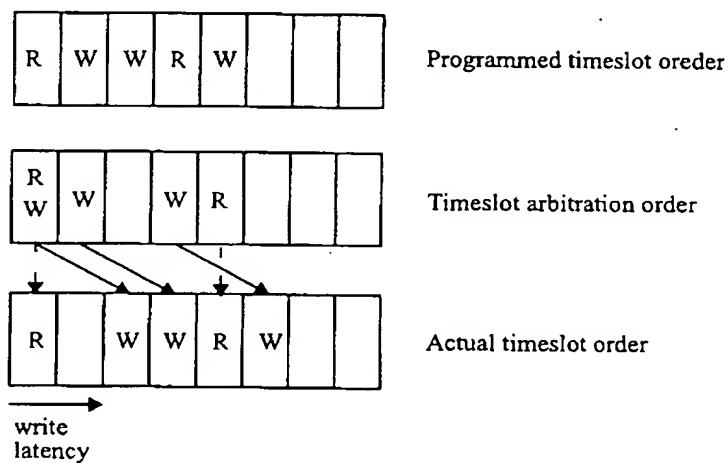 R W W R W Programmed timeslot oreder
R
W W W R Timeslot arbitration order
R W W R W Actual timeslot order
write
latency